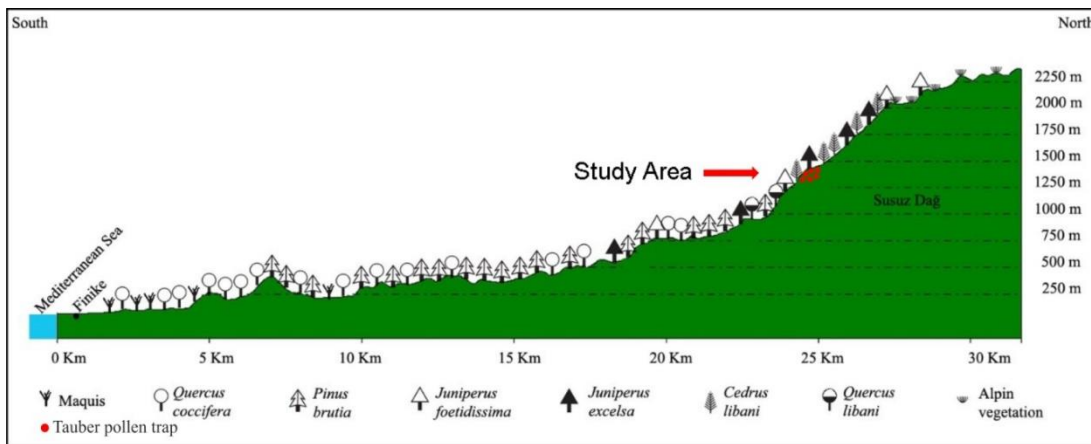 South
North
2250 m
2000 m
1750 m
1500 m
1250 m
1000 m
750 m
500 m
250 m
Study Area
Susuz Dağ
Mediterranean Sea
Finike
0 Km
5 Km
10 Km
15 Km
20 Km
25 Km
30 Km
Maquis
Quercus
coccifera
Pinus
brutia
Juniperus
foetidissima
Juniperus
excelsa
Cedrus
libani
Quercus
libani
Alpin
vegetation
Tauber pollen trap